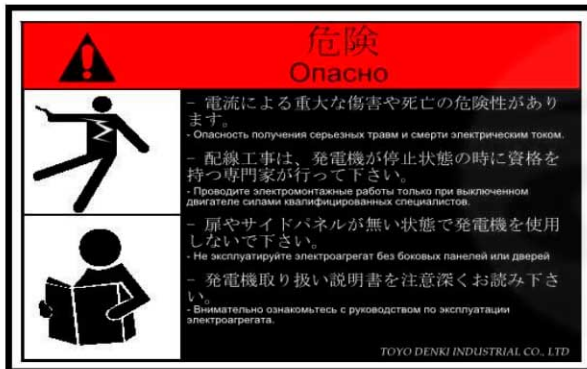 危険
Опасно
- 電流による重大な傷害や死亡の危険性があり
ます。
- Опасность получения серьезных травм и смерти электрическим током.
- 配線工事は、発電機が停止状態の時に資格を
持つ専門家が行って下さい。
- Проводите электромонтажные работы только при выключенном
двигателе силами квалифицированных специалистов.
- 扉やサイドパネルが無い状態で発電機を使用
しないで下さい。
- Не эксплуатируйте электроагрегат без боковых панелей или дверей
- 発電機取り扱い説明書を注意深くお読み下さ
い。
- Внимательно ознакомьтесь с руководством по эксплуатации
электроагрегата.
TOYO DENKI INDUSTRIAL CO., LTD